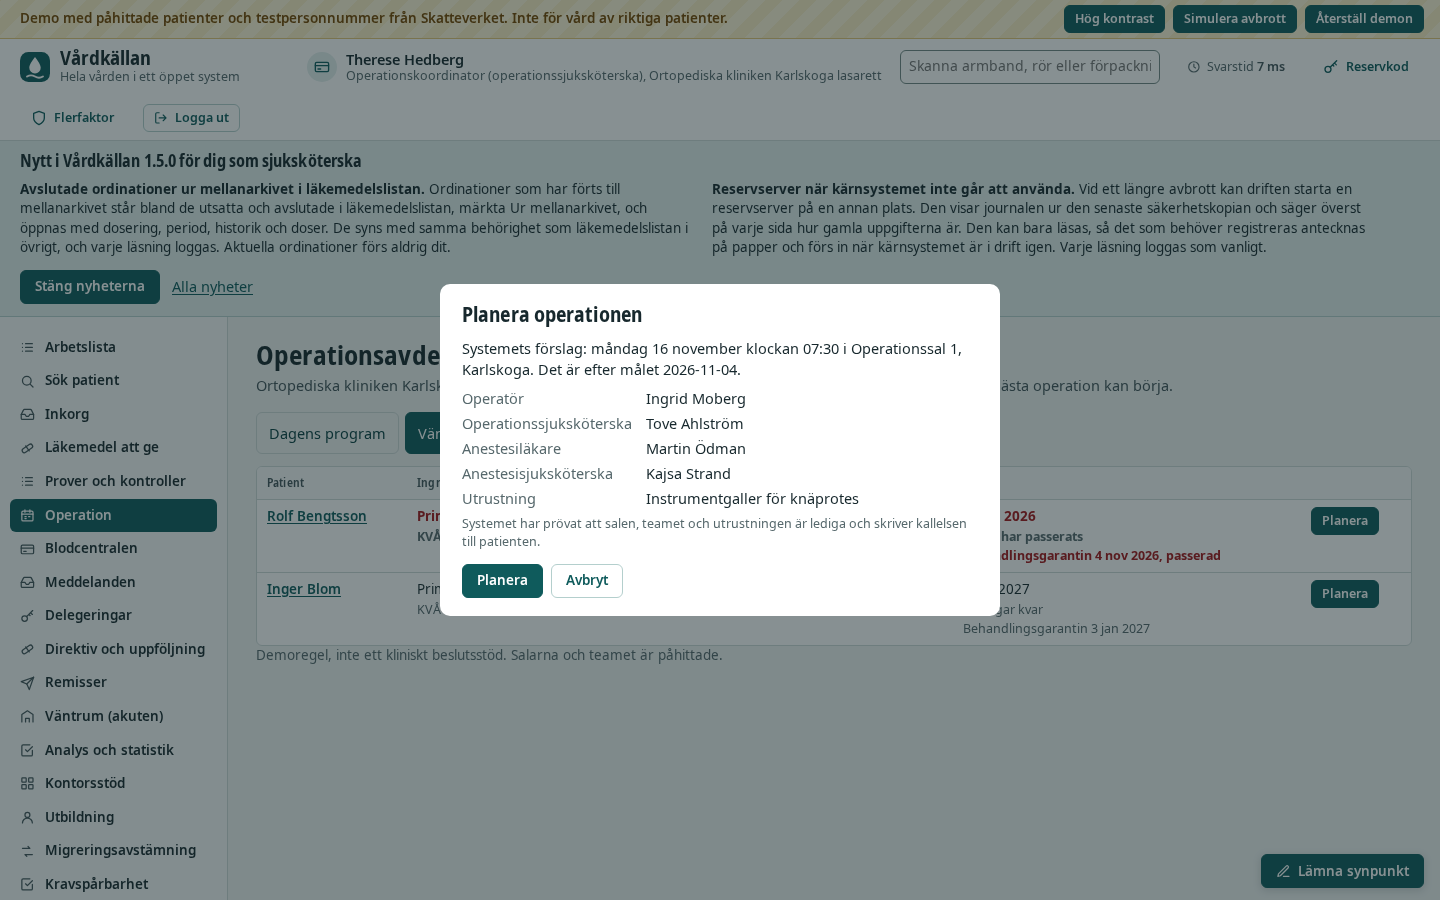 Demo med påhittade patienter och testpersonnummer från Skatteverket. Inte för vård av riktiga patienter.
Hög kontrast
Simulera avbrott
Återställ demon
Vårdkällan
Hela vården i ett öppet system
Therese Hedberg
Operationskoordinator (operationssjuksköterska), Ortopediska kliniken Karlskoga lasarett
Skanna armband, rör eller förpackni
Svarstid 7 ms
Reservkod
Flerfaktor
Logga ut
Nytt i Vårdkällan 1.5.0 för dig som sjuksköterska
Avslutade ordinationer ur mellanarkivet i läkemedelslistan. Ordinationer som har förts till
mellanarkivet står bland de utsatta och avslutade i läkemedelslistan, märkta Ur mellanarkivet, och
öppnas med dosering, period, historik och doser. De syns med samma behörighet som läkemedelslistan i
övrigt, och varje läsning loggas. Aktuella ordinationer förs aldrig dit.
Reservserver när kärnsystemet inte går att använda. Vid ett längre avbrott kan driften starta en
reservserver på en annan plats. Den visar journalen ur den senaste säkerhetskopian och säger överst
på varje sida hur gamla uppgifterna är. Den kan bara läsas, så det som behöver registreras antecknas
på papper och förs in när kärnsystemet är i drift igen. Varje läsning loggas som vanligt.
Stäng nyheterna
Alla nyheter
Arbetslista
Sök patient
Inkorg
Läkemedel att ge
Prover och kontroller
Operation
Blodcentralen
Meddelanden
Delegeringar
Direktiv och uppföljning
Remisser
Väntrum (akuten)
Analys och statistik
Kontorsstöd
Utbildning
Migreringsavstämning
Kravspårbarhet
Operationsavde
Ortopediska kliniken Karlsk
ästa operation kan börja.
Dagens program
Vän
Patient
Ingr
Rolf Bengtsson
Prim
KVÅ
2026
har passerats
dlingsgarantin 4 nov 2026, passerad
Planera
Inger Blom
Prim
KVÅ
2027
gar kvar
Behandlingsgarantin 3 jan 2027
Planera
Demoregel, inte ett kliniskt beslutsstöd. Salarna och teamet är påhittade.
Planera operationen
Systemets förslag: måndag 16 november klockan 07:30 i Operationssal 1,
Karlskoga. Det är efter målet 2026-11-04.
Operatör Ingrid Moberg
Operationssjuksköterska Tove Ahlström
Anestesiläkare Martin Ödman
Anestesisjuksköterska Kajsa Strand
Utrustning Instrumentgaller för knäprotes
Systemet har prövat att salen, teamet och utrustningen är lediga och skriver kallelsen
till patienten.
Planera
Avbryt
Lämna synpunkt